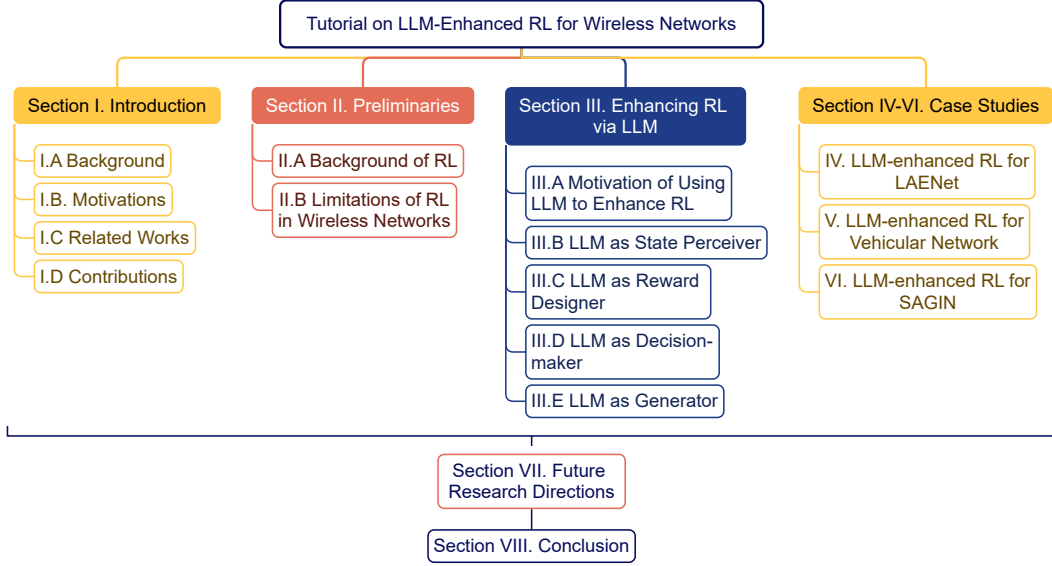 Tutorial on LLM-Enhanced RL for Wireless Networks
Section I. Introduction
I.A Background
I.B. Motivations
I.C Related Works
I.D Contributions
Section II. Preliminaries
II.A Background of RL
II.B Limitations of RL
in Wireless Networks
Section III. Enhancing RL
via LLM
III.A Motivation of Using
LLM to Enhance RL
III.B LLM as State Perceiver
III.C LLM as Reward
Designer
III.D LLM as Decision-
maker
III.E LLM as Generator
Section IV-VI. Case Studies
IV. LLM-enhanced RL for
LAENet
V. LLM-enhanced RL for
Vehicular Network
VI. LLM-enhanced RL for
SAGIN
Section VII. Future
Research Directions
Section VIII. Conclusion